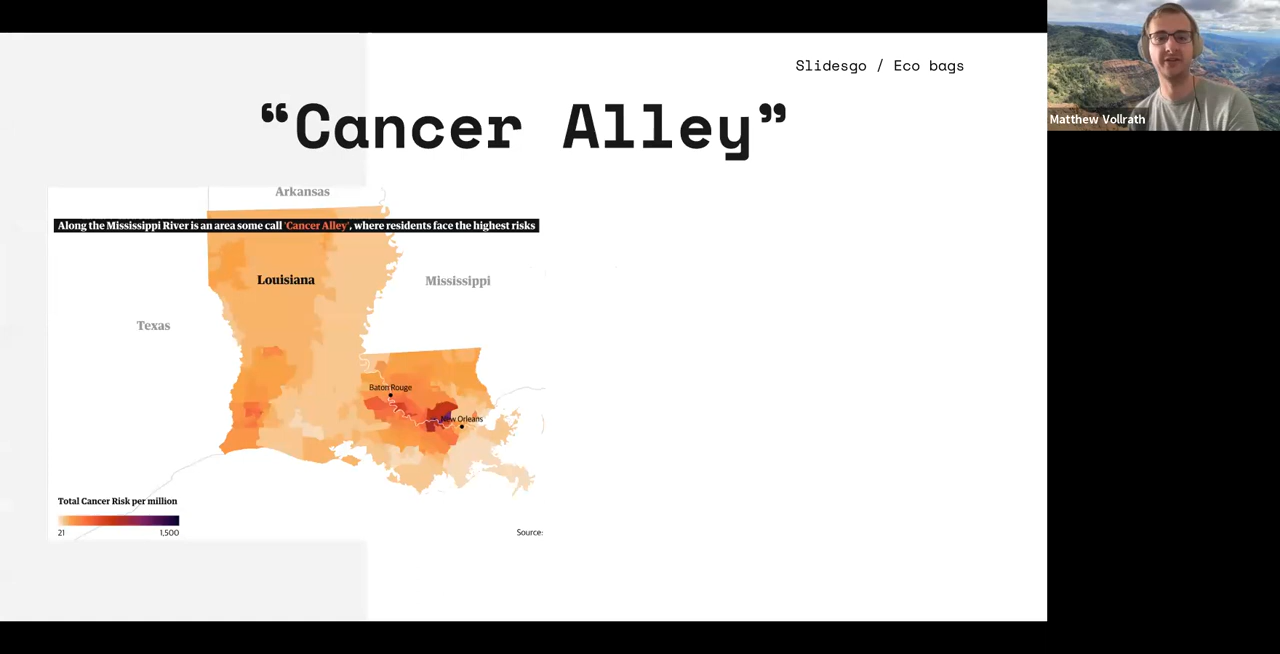 Slidesgo / Eco bags
Matthew Vollrath
“Cancer Alley”
Arkansas
Along the Mississippi River is an area some call 'Cancer Alley', where residents face the highest risks
Louisiana
Mississippi
Texas
Baton Rouge
New Orleans
Total Cancer Risk per million
21
1,500
Source: